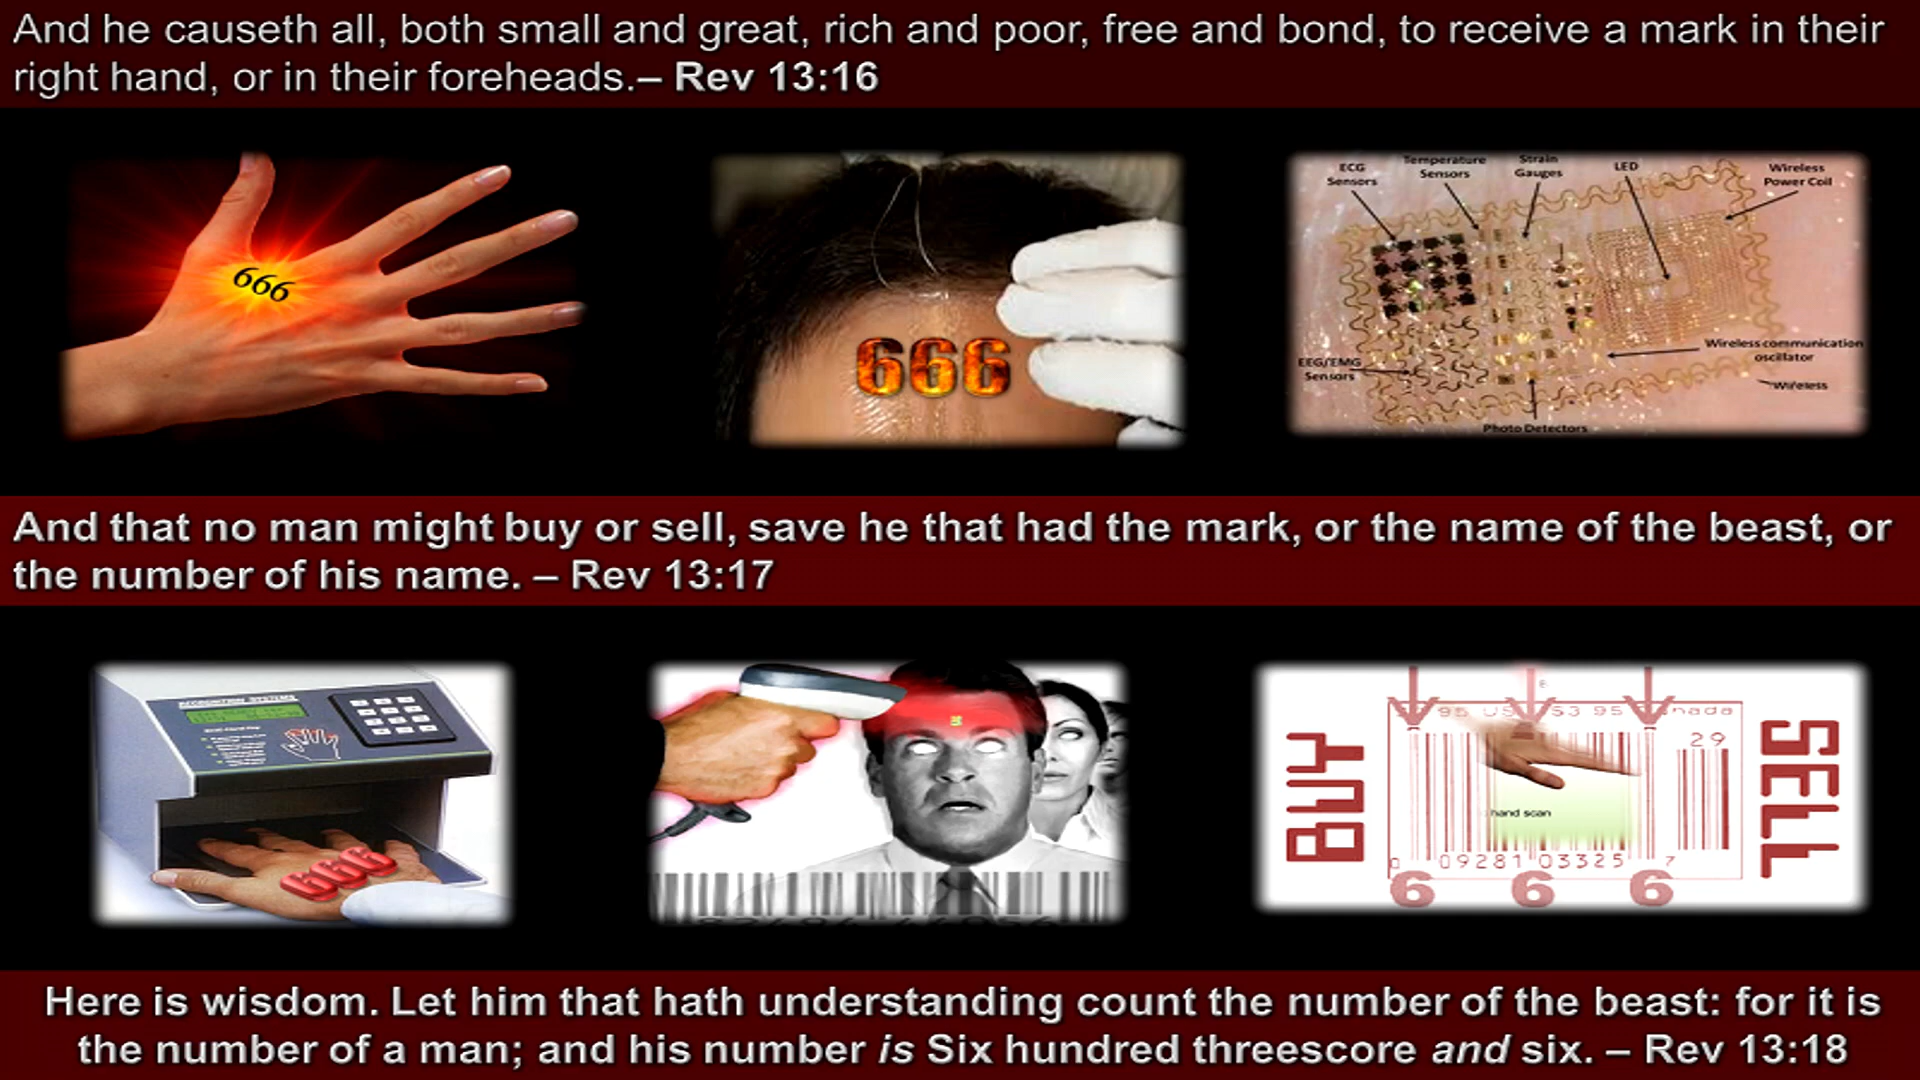 And he causeth all, both small and great, rich and poor, free and bond, to receive a mark in their
right hand, or in their foreheads.– Rev 13:16
666
666
ECG
Sensors
Temperature
Sensors
Strain
Gauges
LED
Wireless
Power Coil
EEG/EMG
Sensors
Wireless communication
oscillator
Wireless
Photo Detectors
And that no man might buy or sell, save he that had the mark, or the name of the beast, or
the number of his name. – Rev 13:17
666
BUY
95 US $3 95
29
hand scan
0 09281 03325 7
6 6 6
SELL
Here is wisdom. Let him that hath understanding count the number of the beast: for it is
the number of a man; and his number is Six hundred threescore and six. – Rev 13:18